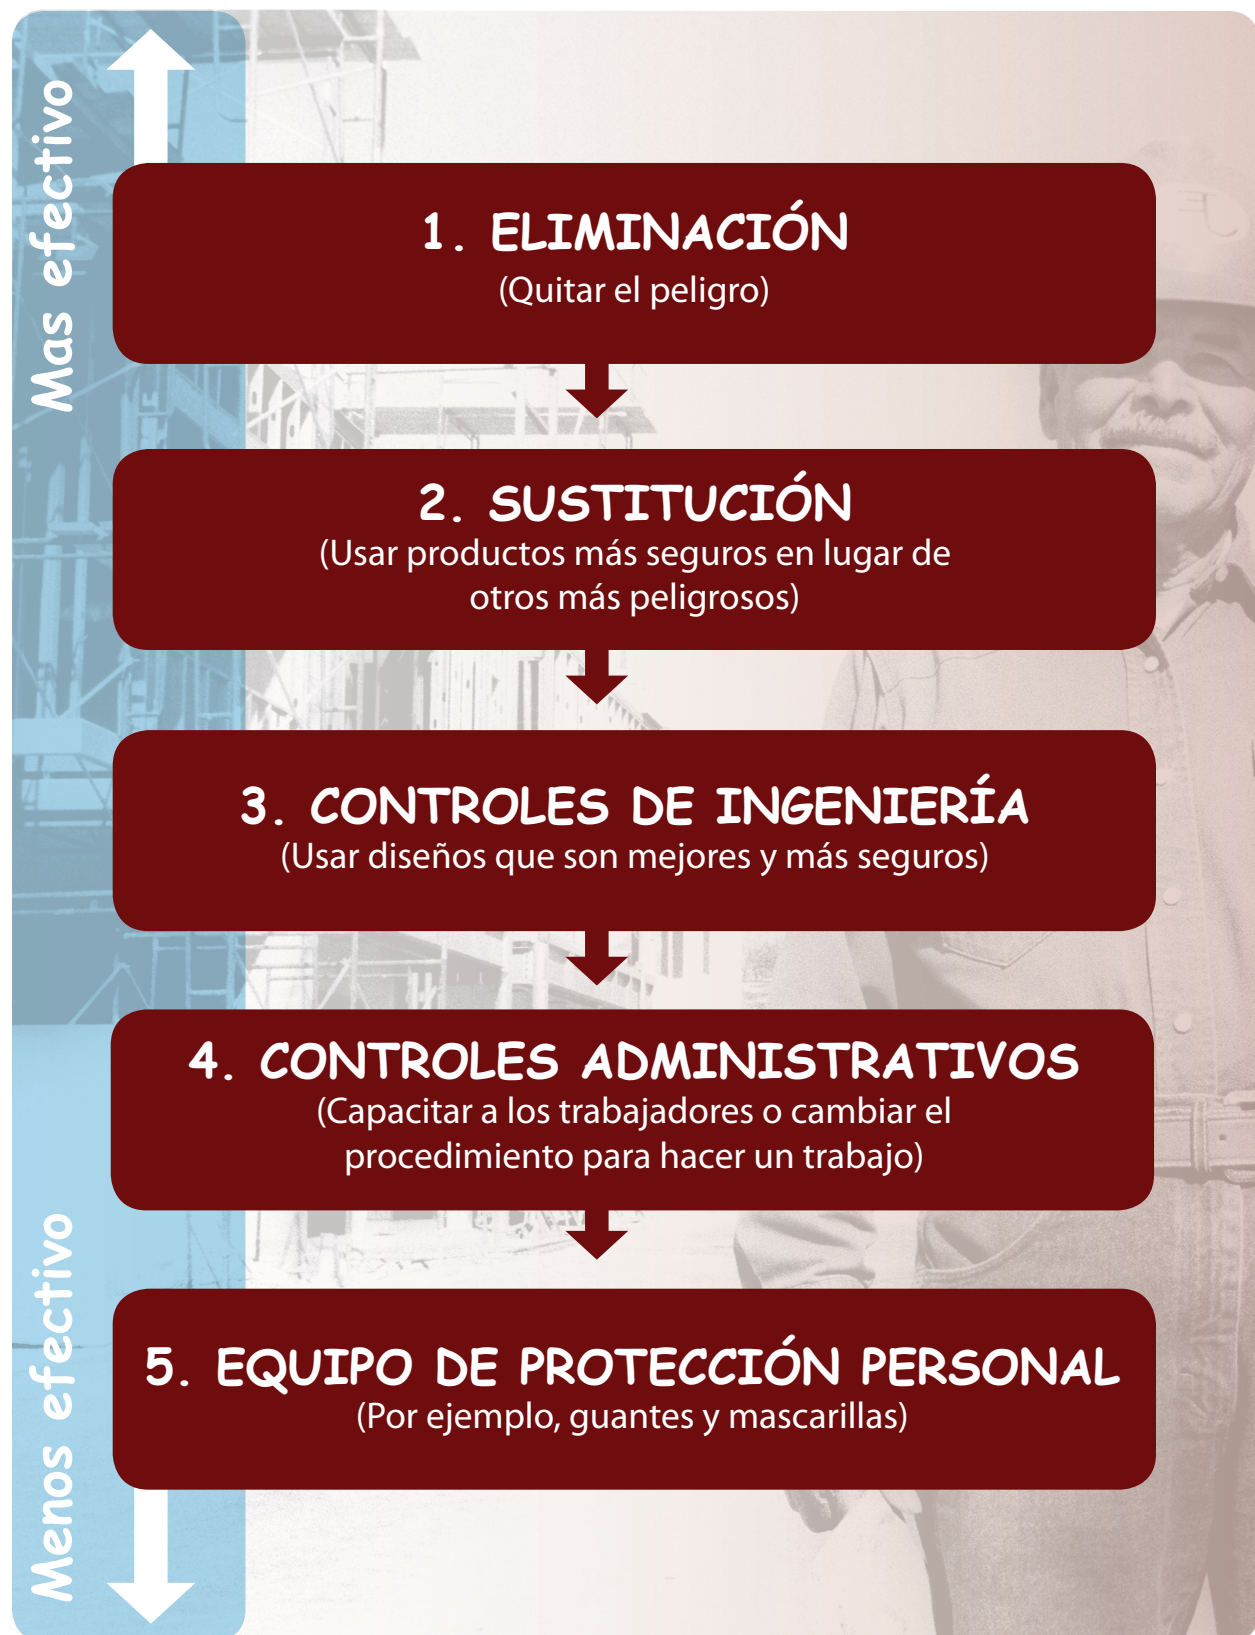 Mas efectivo
1. ELIMINACIÓN
(Quitar el peligro)
2. SUSTITUCIÓN
(Usar productos más seguros en lugar de
otros más peligrosos)
3. CONTROLES DE INGENIERÍA
(Usar diseños que son mejores y más seguros)
4. CONTROLES ADMINISTRATIVOS
(Capacitar a los trabajadores o cambiar el
procedimiento para hacer un trabajo)
5. EQUIPO DE PROTECCIÓN PERSONAL
(Por ejemplo, guantes y mascarillas)
Menos efectivo